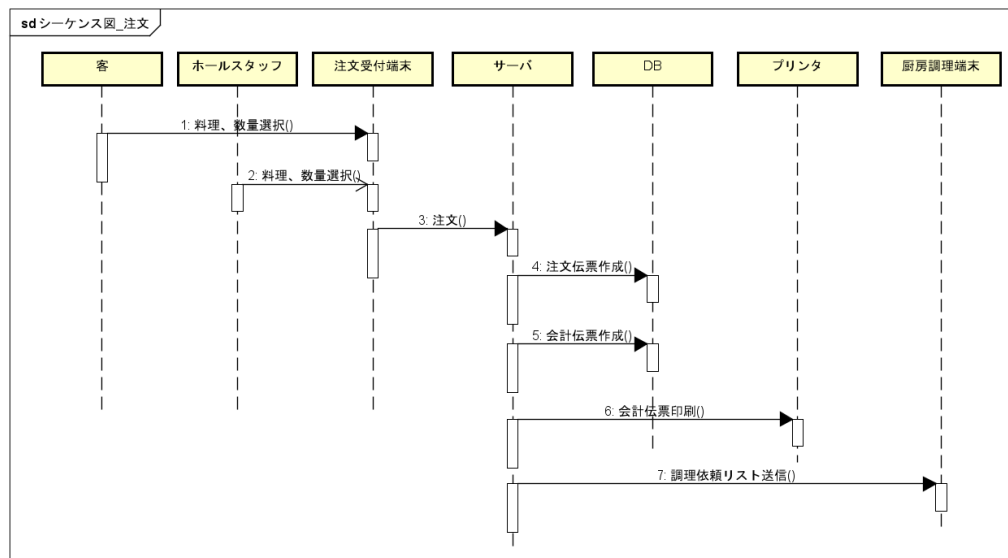 sd シーケンス図_注文
客
ホールスタッフ
注文受付端末
サーバ
DB
プリンタ
厨房調理端末
1: 料理、数量選択()
2: 料理、数量選択()
3: 注文()
4: 注文伝票作成()
5: 会計伝票作成()
6: 会計伝票印刷()
7: 調理依頼リスト送信()